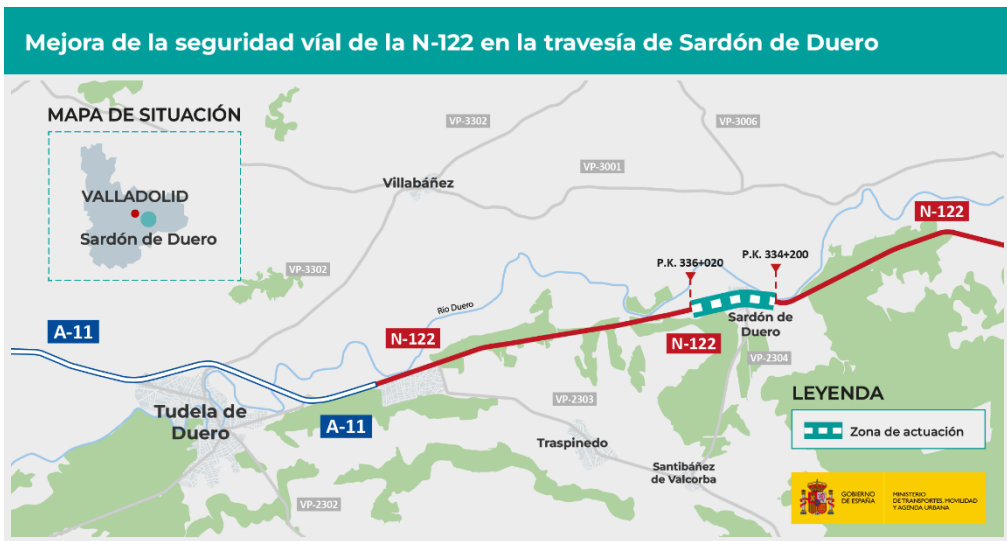 Mejora de la seguridad víal de la N-122 en la travesía de Sardón de Duero
MAPA DE SITUACIÓN
VALLADOLID
Sardón de Duero
VP-3302
VP-3006
VP-3001
Villabáñez
N-122
P.K. 336+020
P.K. 334+200
VP-3302
Río Duero
A-11
N-122
Sardón de
Duero
N-122
VP-2304
Tudela de
Duero
A-11
VP-2303
Traspinedo
Santibáñez
de Valcorba
VP-2302
LEYENDA
Zona de actuación
GOBIERNO
DE ESPAÑA
MINISTERIO
DE TRANSPORTES, MOVILIDAD
Y AGENDA URBANA